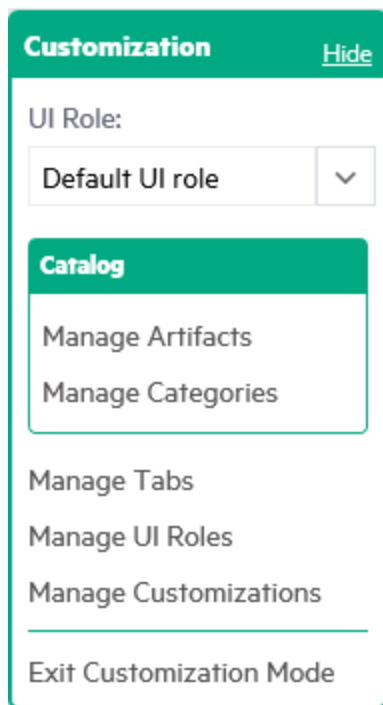 Customization
Hide
UI Role:
Default UI role
Catalog
Manage Artifacts
Manage Categories
Manage Tabs
Manage UI Roles
Manage Customizations
Exit Customization Mode